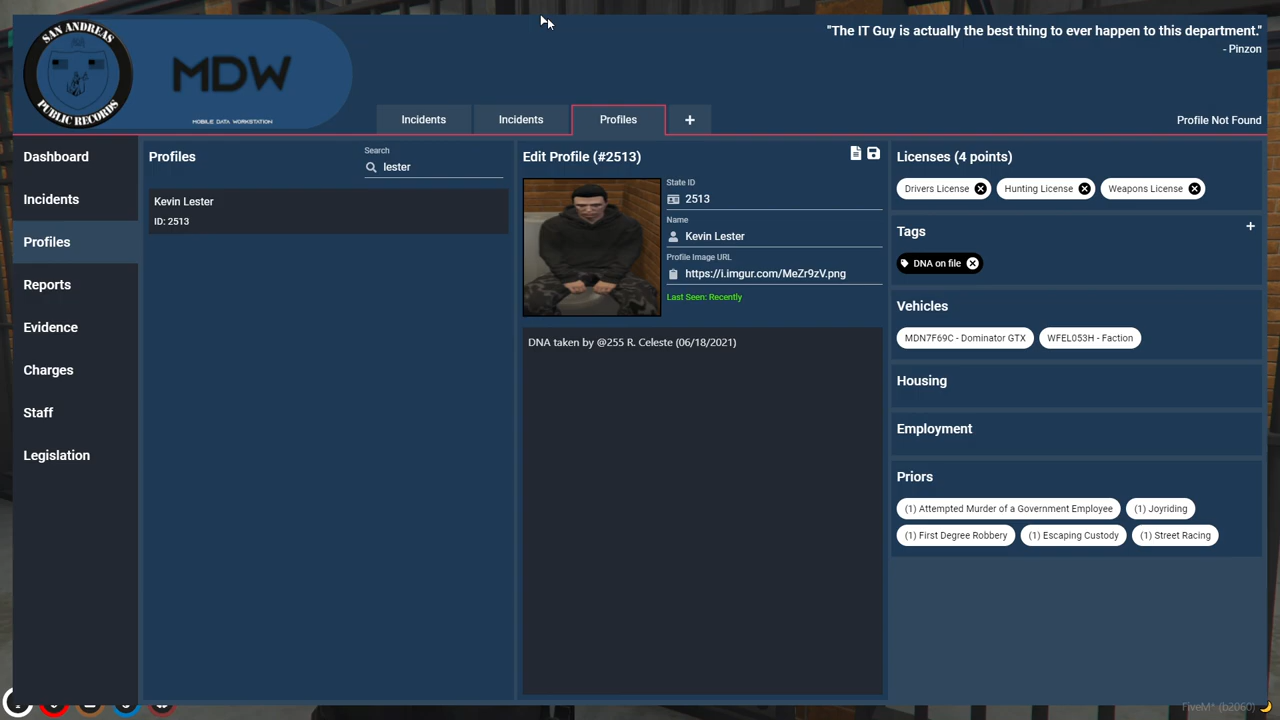 SAN ANDREAS
PUBLIC RECORDS
MDW
MOBILE DATA WORKSTATION
"The IT Guy is actually the best thing to ever happen to this department."
- Pinzon
Incidents
Incidents
Profiles
+
Profile Not Found
Dashboard
Incidents
Profiles
Reports
Evidence
Charges
Staff
Legislation
Profiles
Search
lester
Kevin Lester
ID: 2513
Edit Profile (#2513)
State ID
2513
Name
Kevin Lester
Profile Image URL
https://i.imgur.com/MeZr9zV.png
Last Seen: Recently
DNA taken by @255 R. Celeste (06/18/2021)
Licenses (4 points)
Drivers License
Hunting License
Weapons License
Tags
+
DNA on file
Vehicles
MDN7F69C - Dominator GTX
WFEL053H - Faction
Housing
Employment
Priors
(1) Attempted Murder of a Government Employee
(1) Joyriding
(1) First Degree Robbery
(1) Escaping Custody
(1) Street Racing
FiveM* (b2060)